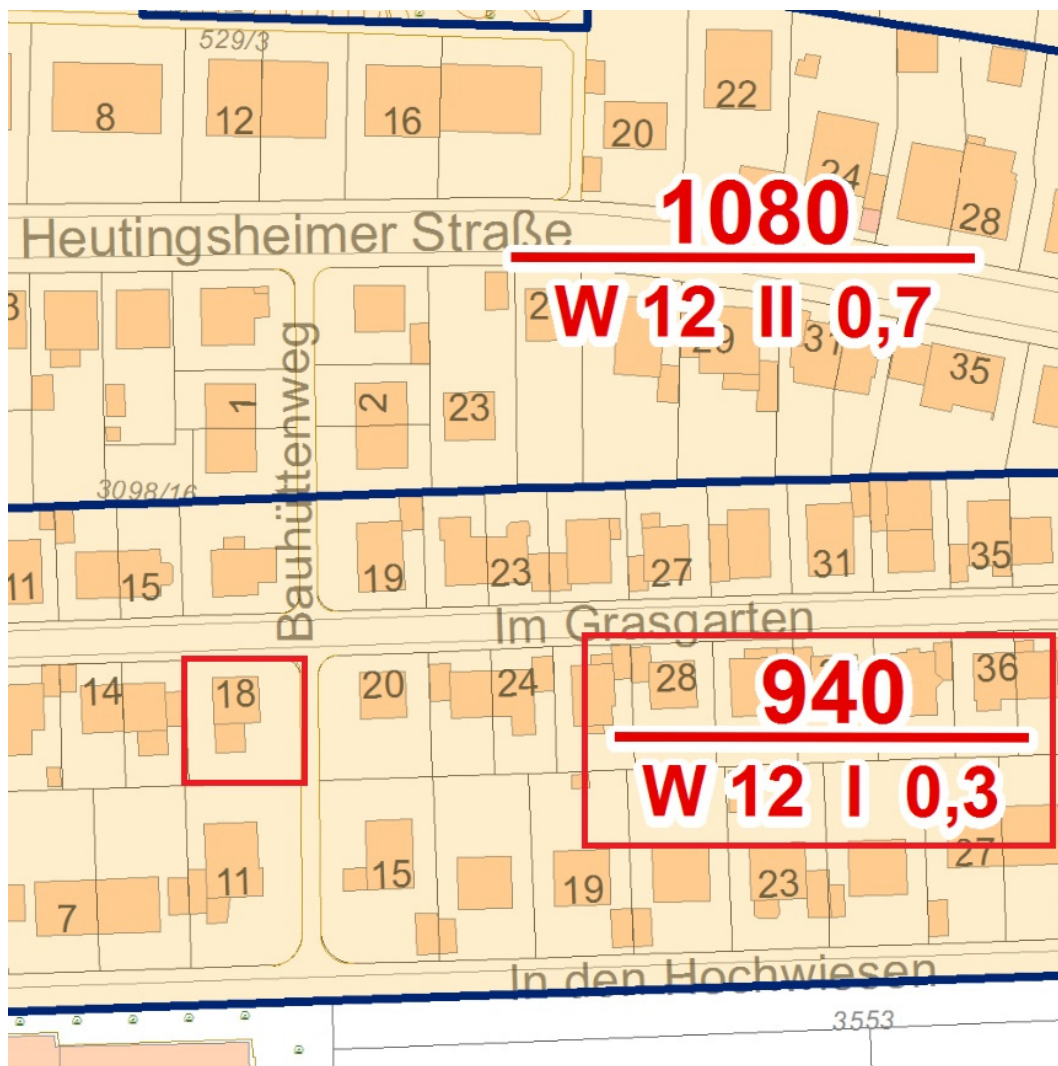 529/3
8 12 16 20 22 24 28
Heutingsheimer Straße
1080
W 12 II 0,7
29 31 35
1 2 23
Bauhüttenweg
3098/16
11 15 19 23 27 31 35
Im Grasgarten
14 18 20 24 28 36
940
W 12 I 0,3
7 11 15 19 23 27
In den Hochwiesen
3553